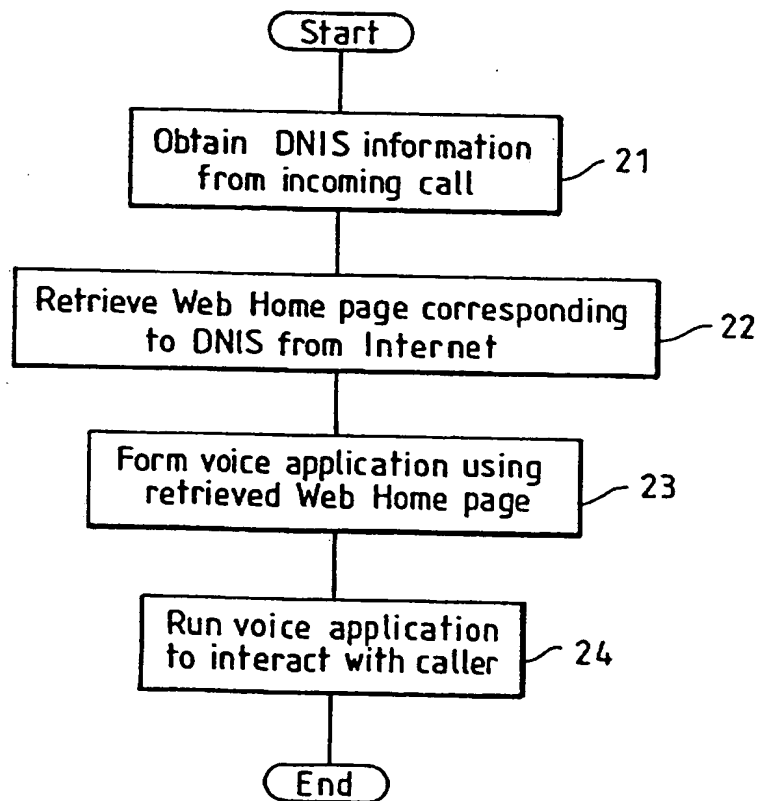 Start
Obtain DNIS information
from incoming call
21
Retrieve Web Home page corresponding
to DNIS from Internet
22
Form voice application using
retrieved Web Home page
23
Run voice application
to interact with caller
24
End